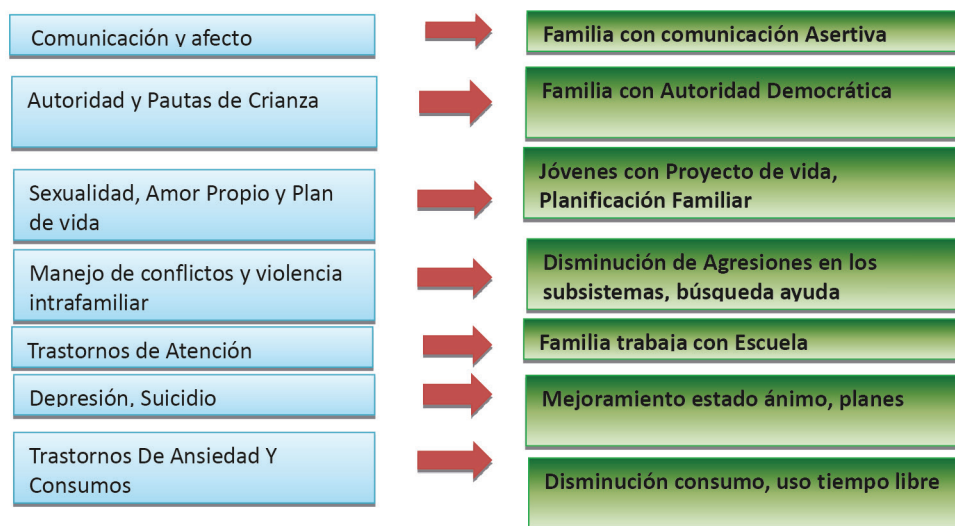 Comunicación y afecto
Familia con comunicación Asertiva
Autoridad y Pautas de Crianza
Familia con Autoridad Democrática
Sexualidad, Amor Propio y Plan
de vida
Jóvenes con Proyecto de vida,
Planificación Familiar
Manejo de conflictos y violencia
intrafamiliar
Disminución de Agresiones en los
subsistemas, búsqueda ayuda
Trastornos de Atención
Familia trabaja con Escuela
Depresión, Suicidio
Mejoramiento estado ánimo, planes
Trastornos De Ansiedad Y
Consumos
Disminución consumo, uso tiempo libre